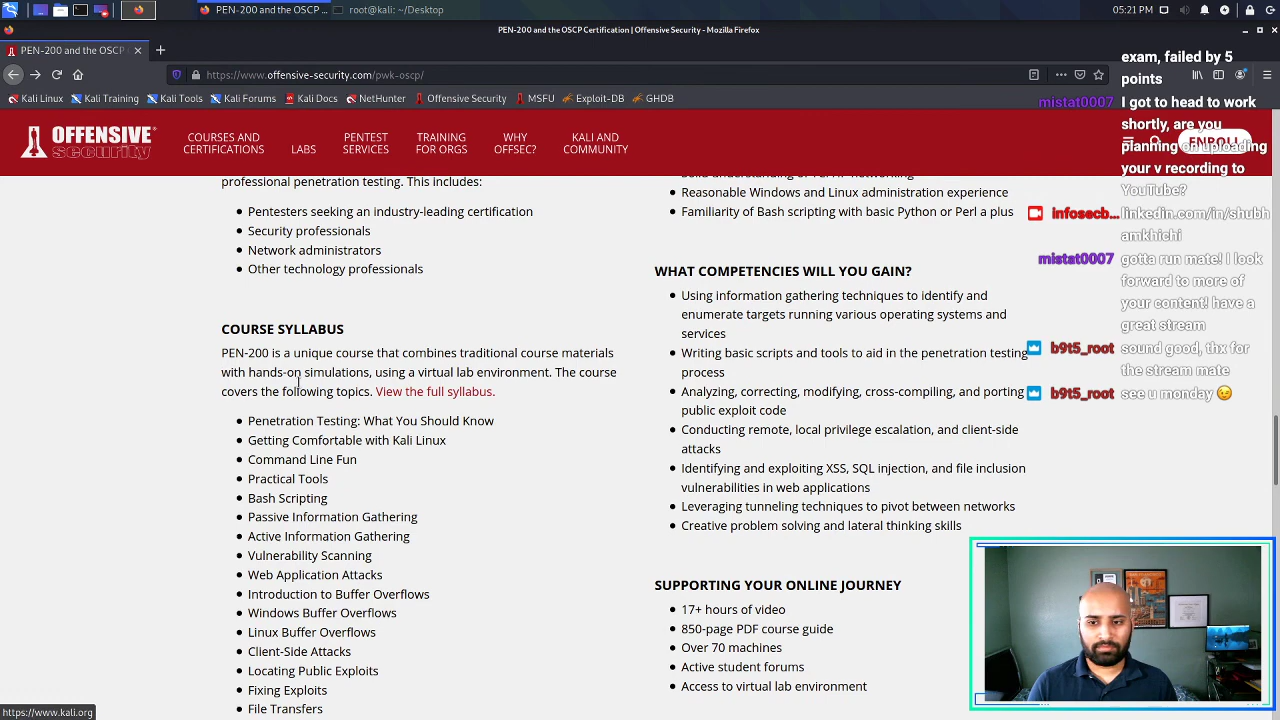 PEN-200 and the OSCP ...
root@kali: ~/Desktop
05:21 PM
PEN-200 and the OSCP Certification | Offensive Security - Mozilla Firefox
PEN-200 and the OSCP C
https://www.offensive-security.com/pwk-oscp/
Kali Linux
Kali Training
Kali Tools
Kali Forums
Kali Docs
NetHunter
Offensive Security
MSFU
Exploit-DB
GHDB
OFFENSIVE
security
COURSES AND
CERTIFICATIONS
LABS
PENTEST
SERVICES
TRAINING
FOR ORGS
WHY
OFFSEC?
KALI AND
COMMUNITY
ENROLL
professional penetration testing. This includes:
Pentesters seeking an industry-leading certification
Security professionals
Network administrators
Other technology professionals
COURSE SYLLABUS
PEN-200 is a unique course that combines traditional course materials
with hands-on simulations, using a virtual lab environment. The course
covers the following topics. View the full syllabus.
Penetration Testing: What You Should Know
Getting Comfortable with Kali Linux
Command Line Fun
Practical Tools
Bash Scripting
Passive Information Gathering
Active Information Gathering
Vulnerability Scanning
Web Application Attacks
Introduction to Buffer Overflows
Windows Buffer Overflows
Linux Buffer Overflows
Client-Side Attacks
Locating Public Exploits
Fixing Exploits
File Transfers
https://www.kali.org
Reasonable Windows and Linux administration experience
Familiarity of Bash scripting with basic Python or Perl a plus
WHAT COMPETENCIES WILL YOU GAIN?
Using information gathering techniques to identify and
enumerate targets running various operating systems and
services
Writing basic scripts and tools to aid in the penetration testing
process
Analyzing, correcting, modifying, cross-compiling, and porting
public exploit code
Conducting remote, local privilege escalation, and client-side
attacks
Identifying and exploiting XSS, SQL injection, and file inclusion
vulnerabilities in web applications
Leveraging tunneling techniques to pivot between networks
Creative problem solving and lateral thinking skills
SUPPORTING YOUR ONLINE JOURNEY
17+ hours of video
850-page PDF course guide
Over 70 machines
Active student forums
Access to virtual lab environment
exam, failed by 5
points
mistat0007 I got to head to work
shortly, are you
planning on uploading
your v recording to
YouTube?
infosecb... linkedin.com/in/shubh
amkhichi
mistat0007 gotta run mate! I look
forward to more of
your content! have a
great stream
b9t5_root sound good, thx for
the stream mate
b9t5_root see u monday 😉